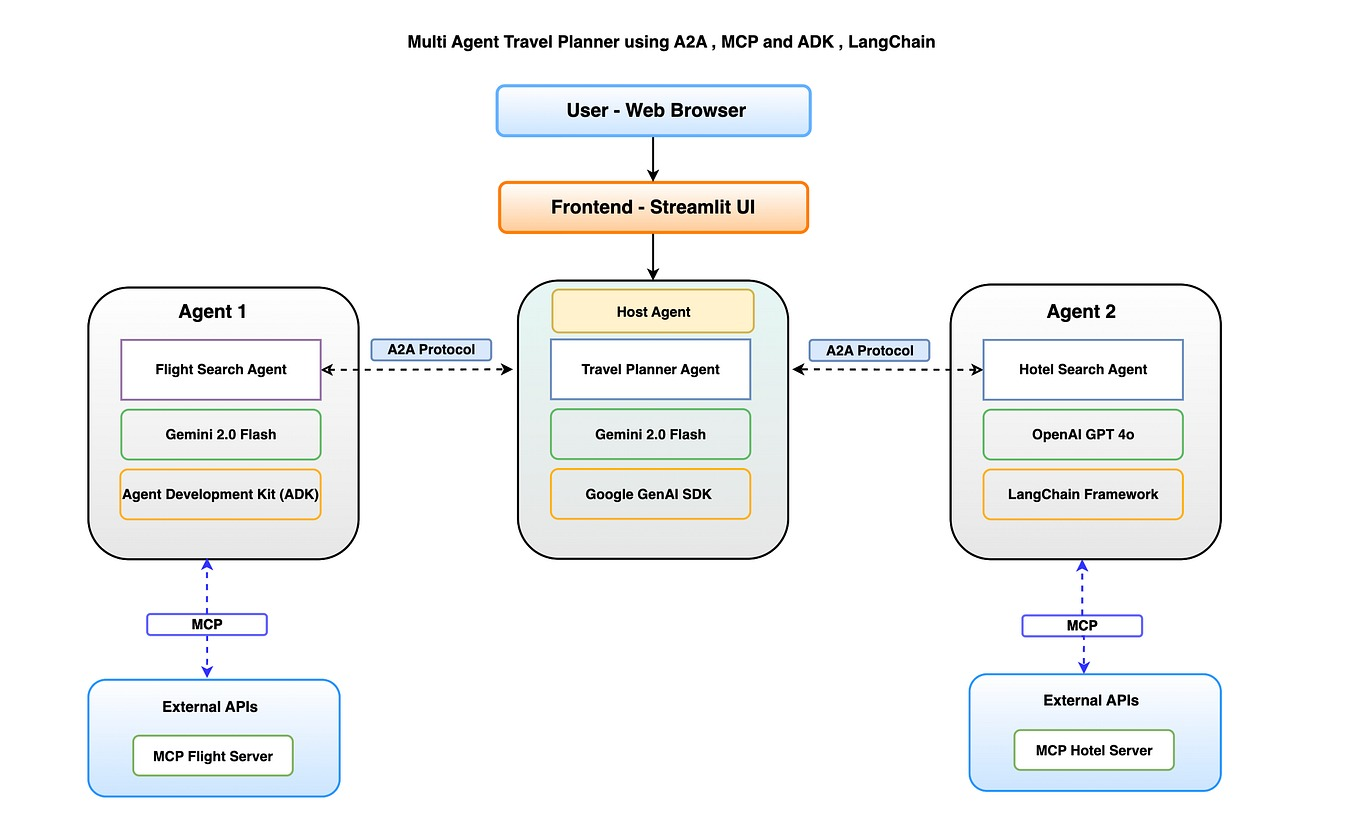 Multi Agent Travel Planner using A2A , MCP and ADK , LangChain
User - Web Browser
Frontend - Streamlit UI
Agent 1
Flight Search Agent
Gemini 2.0 Flash
Agent Development Kit (ADK)
A2A Protocol
Host Agent
Travel Planner Agent
Gemini 2.0 Flash
Google GenAI SDK
A2A Protocol
Agent 2
Hotel Search Agent
OpenAI GPT 4o
LangChain Framework
MCP
External APIs
MCP Flight Server
MCP
External APIs
MCP Hotel Server